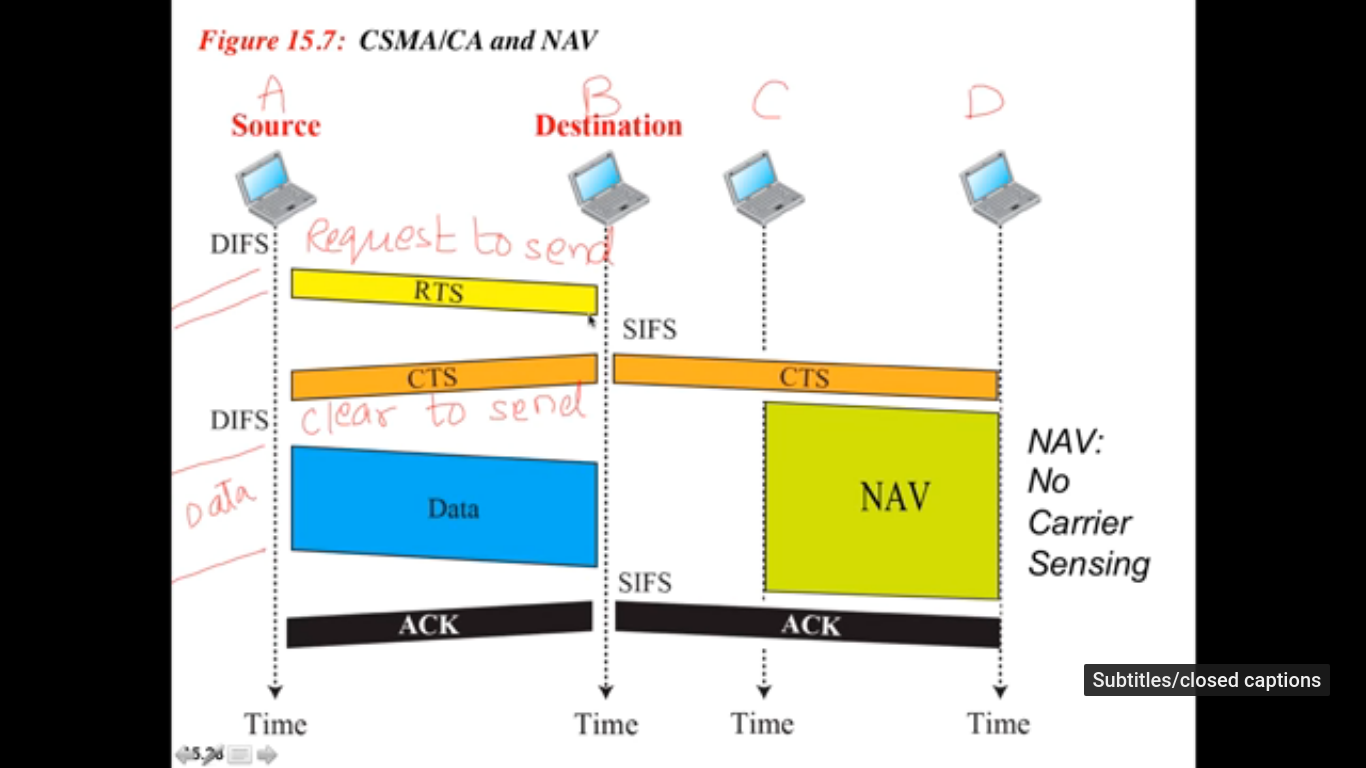 Figure 15.7: CSMA/CA and NAV
A B C D
Source Destination
DIFS Request to send
RTS
SIFS
CTS CTS
DIFS clear to send
NAV:
No
Carrier
Sensing
Data Data NAV
SIFS
ACK ACK
Subtitles/closed captions
Time Time Time Time